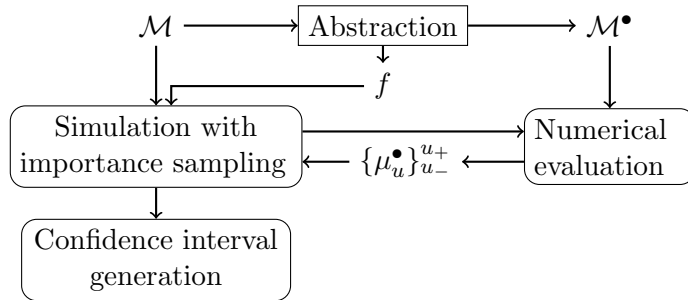 ℳ Abstraction ℳ•
f
Simulation with
importance sampling
{μ•u}u+u−
Numerical
evaluation
Confidence interval
generation